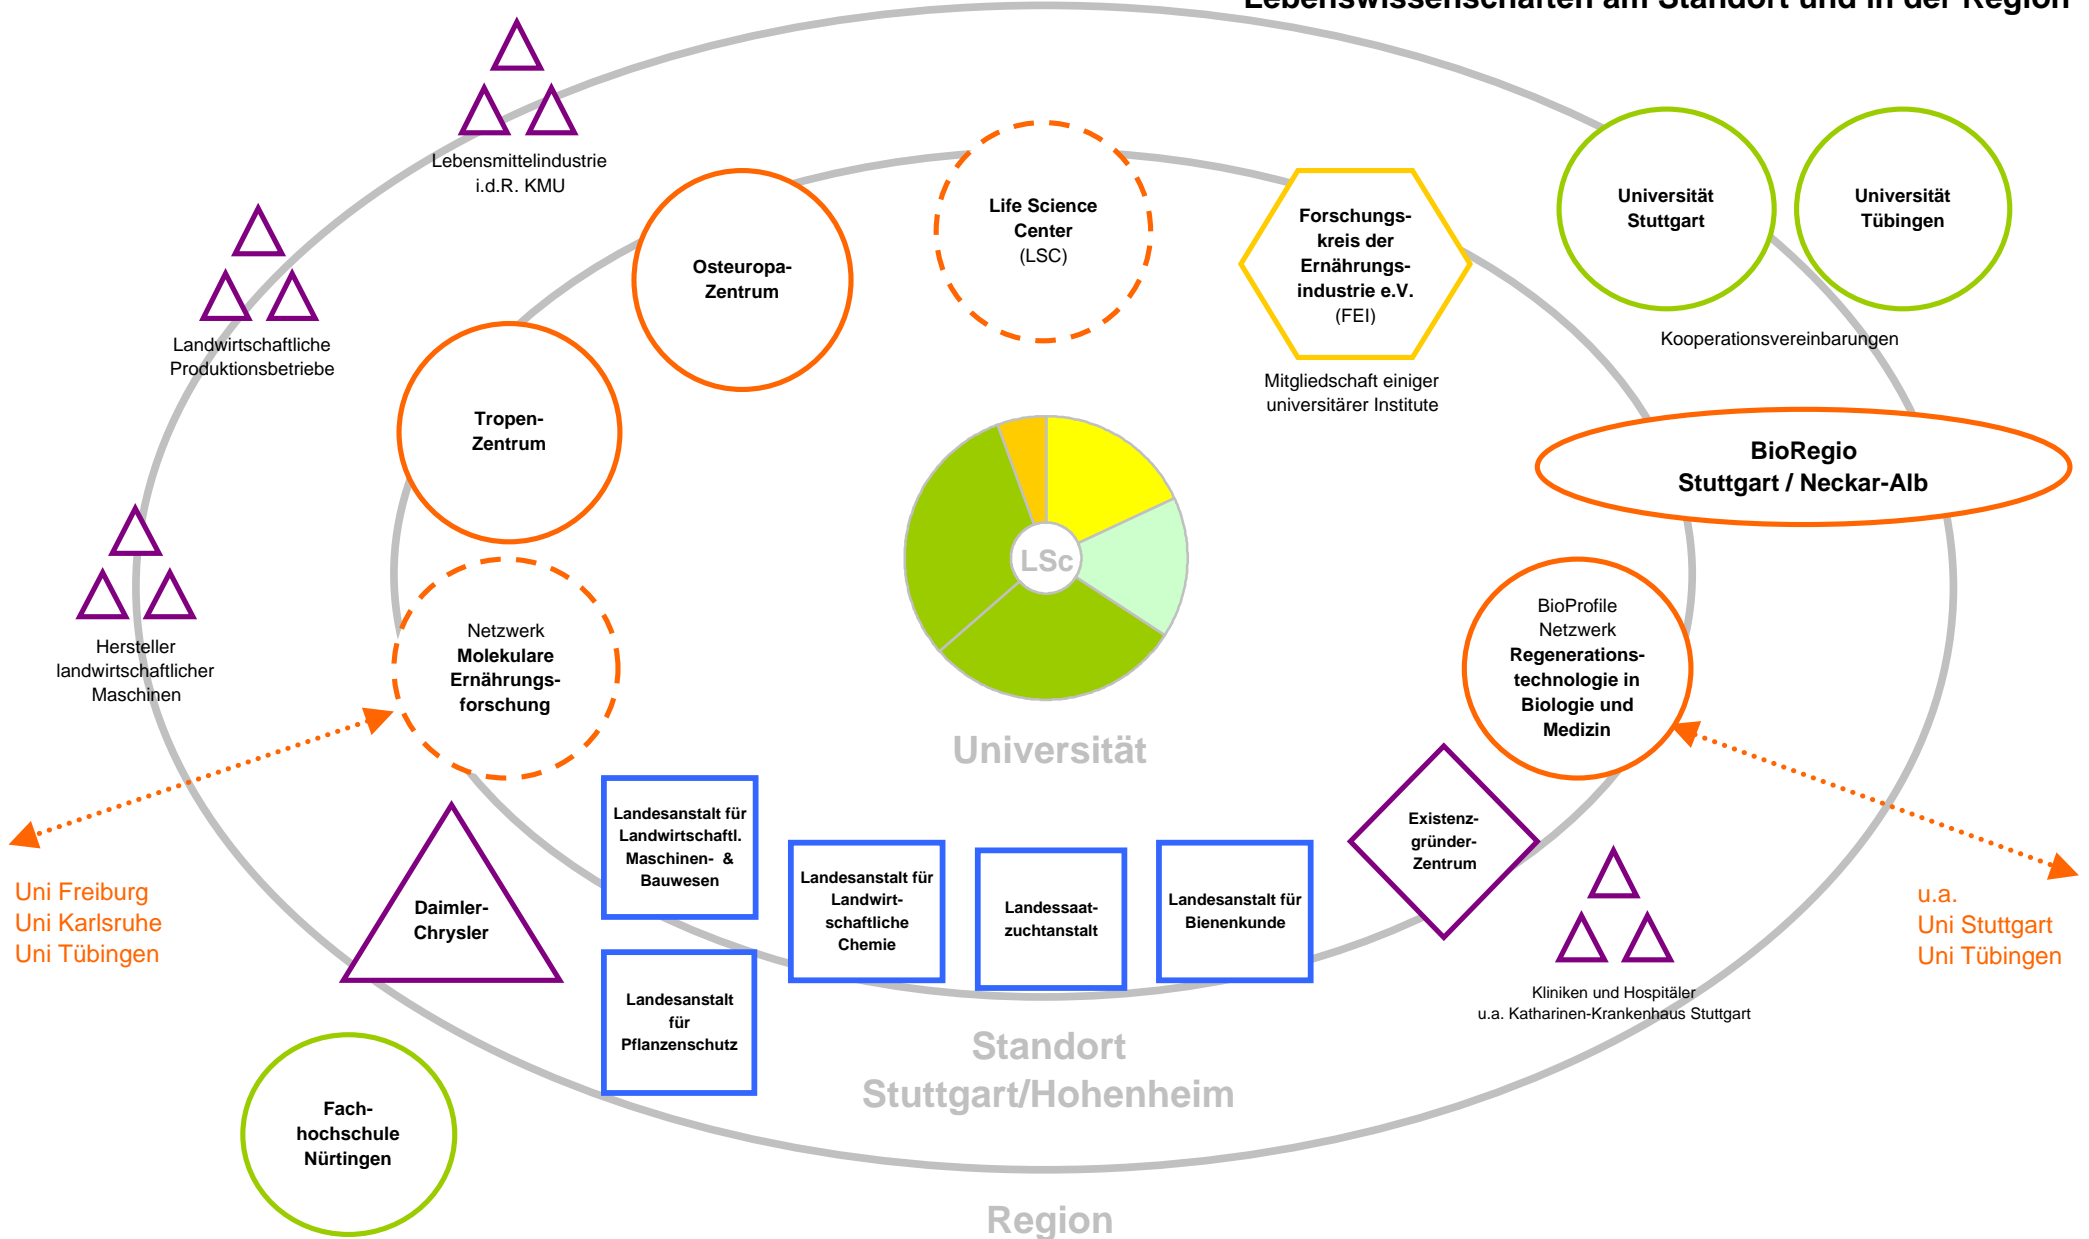 Lebenswissenschaften am Standort und in der Region
Lebensmittelindustrie
i.d.R. KMU
Life Science
Center
(LSC)
Forschungs-
kreis der
Ernährungs-
industrie e.V.
(FEI)
Mitgliedschaft einiger
universitärer Institute
Universität
Stuttgart
Universität
Tübingen
Kooperationsvereinbarungen
Osteuropa-
Zentrum
Landwirtschaftliche
Produktionsbetriebe
Tropen-
Zentrum
BioRegio
Stuttgart / Neckar-Alb
LSc
Universität
Hersteller
landwirtschaftlicher
Maschinen
Netzwerk
Molekulare
Ernährungs-
forschung
BioProfile
Netzwerk
Regenerations-
technologie in
Biologie und
Medizin
Uni Freiburg
Uni Karlsruhe
Uni Tübingen
Daimler-
Chrysler
Landesanstalt für
Landwirtschaftl.
Maschinen- &
Bauwesen
Landesanstalt für
Landwirt-
schaftliche
Chemie
Landessaat-
zuchtanstalt
Landesanstalt für
Bienenkunde
Existenz-
gründer-
Zentrum
u.a.
Uni Stuttgart
Uni Tübingen
Landesanstalt
für
Pflanzenschutz
Kliniken und Hospitäler
u.a. Katharinen-Krankenhaus Stuttgart
Standort
Stuttgart/Hohenheim
Fach-
hochschule
Nürtingen
Region